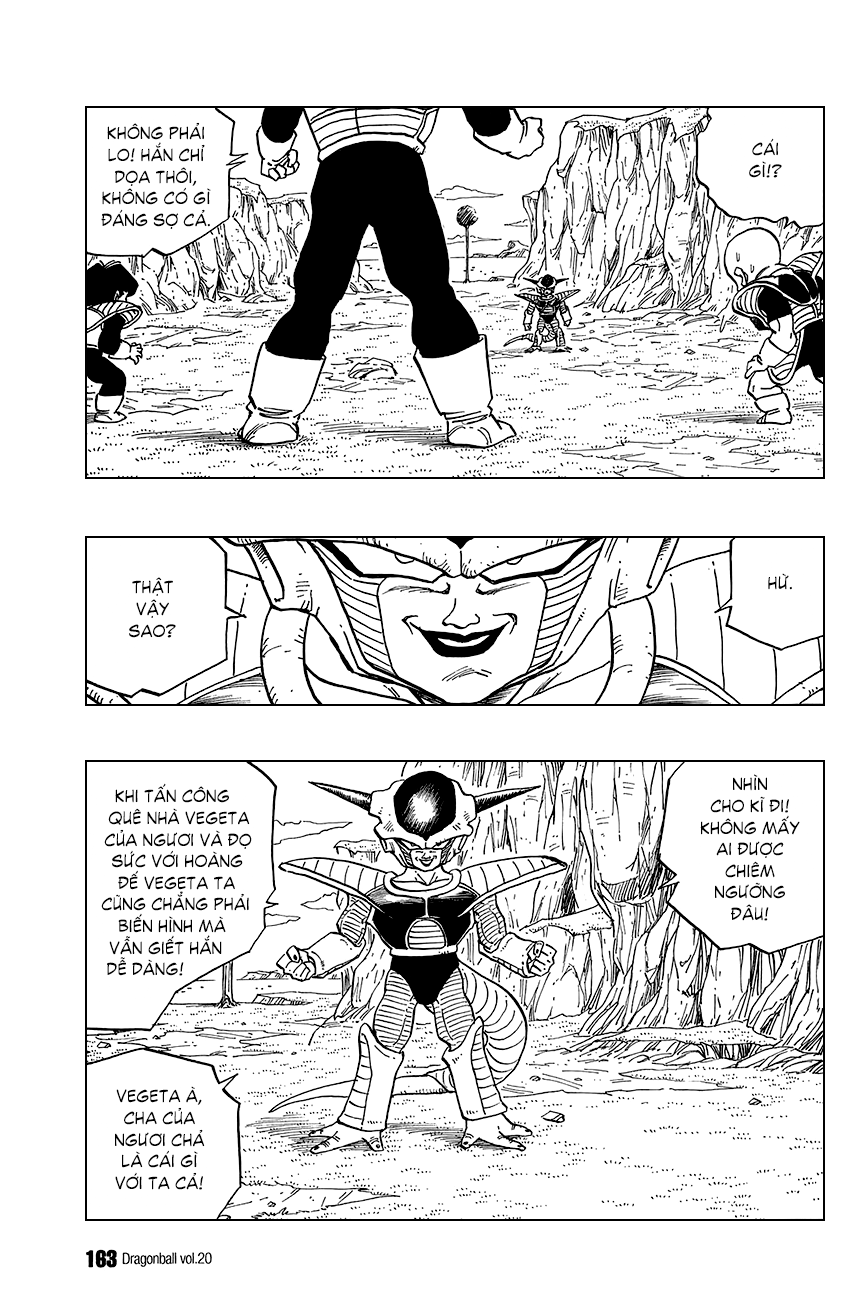 CÁI
GÌ!?
KHÔNG PHẢI
LO! HẮN CHỈ
DỌA THÔI,
KHÔNG CÓ GÌ
ĐÁNG SỢ CẢ.
HỪ.
THẬT
VẬY
SAO?
NHÌN
CHO KĨ ĐI!
KHÔNG MẤY
AI ĐƯỢC
CHIÊM
NGƯỠNG
ĐÂU!
KHI TẤN CÔNG
QUÊ NHÀ VEGETA
CỦA NGƯƠI VÀ ĐỌ
SỨC VỚI HOÀNG
ĐẾ VEGETA TA
CŨNG CHẲNG PHẢI
BIẾN HÌNH MÀ
VẪN GIẾT HẮN
DỄ DÀNG!
VEGETA À,
CHA CỦA
NGƯƠI CHẢ
LÀ CÁI GÌ
VỚI TA CẢ!
163 Dragonball vol.20